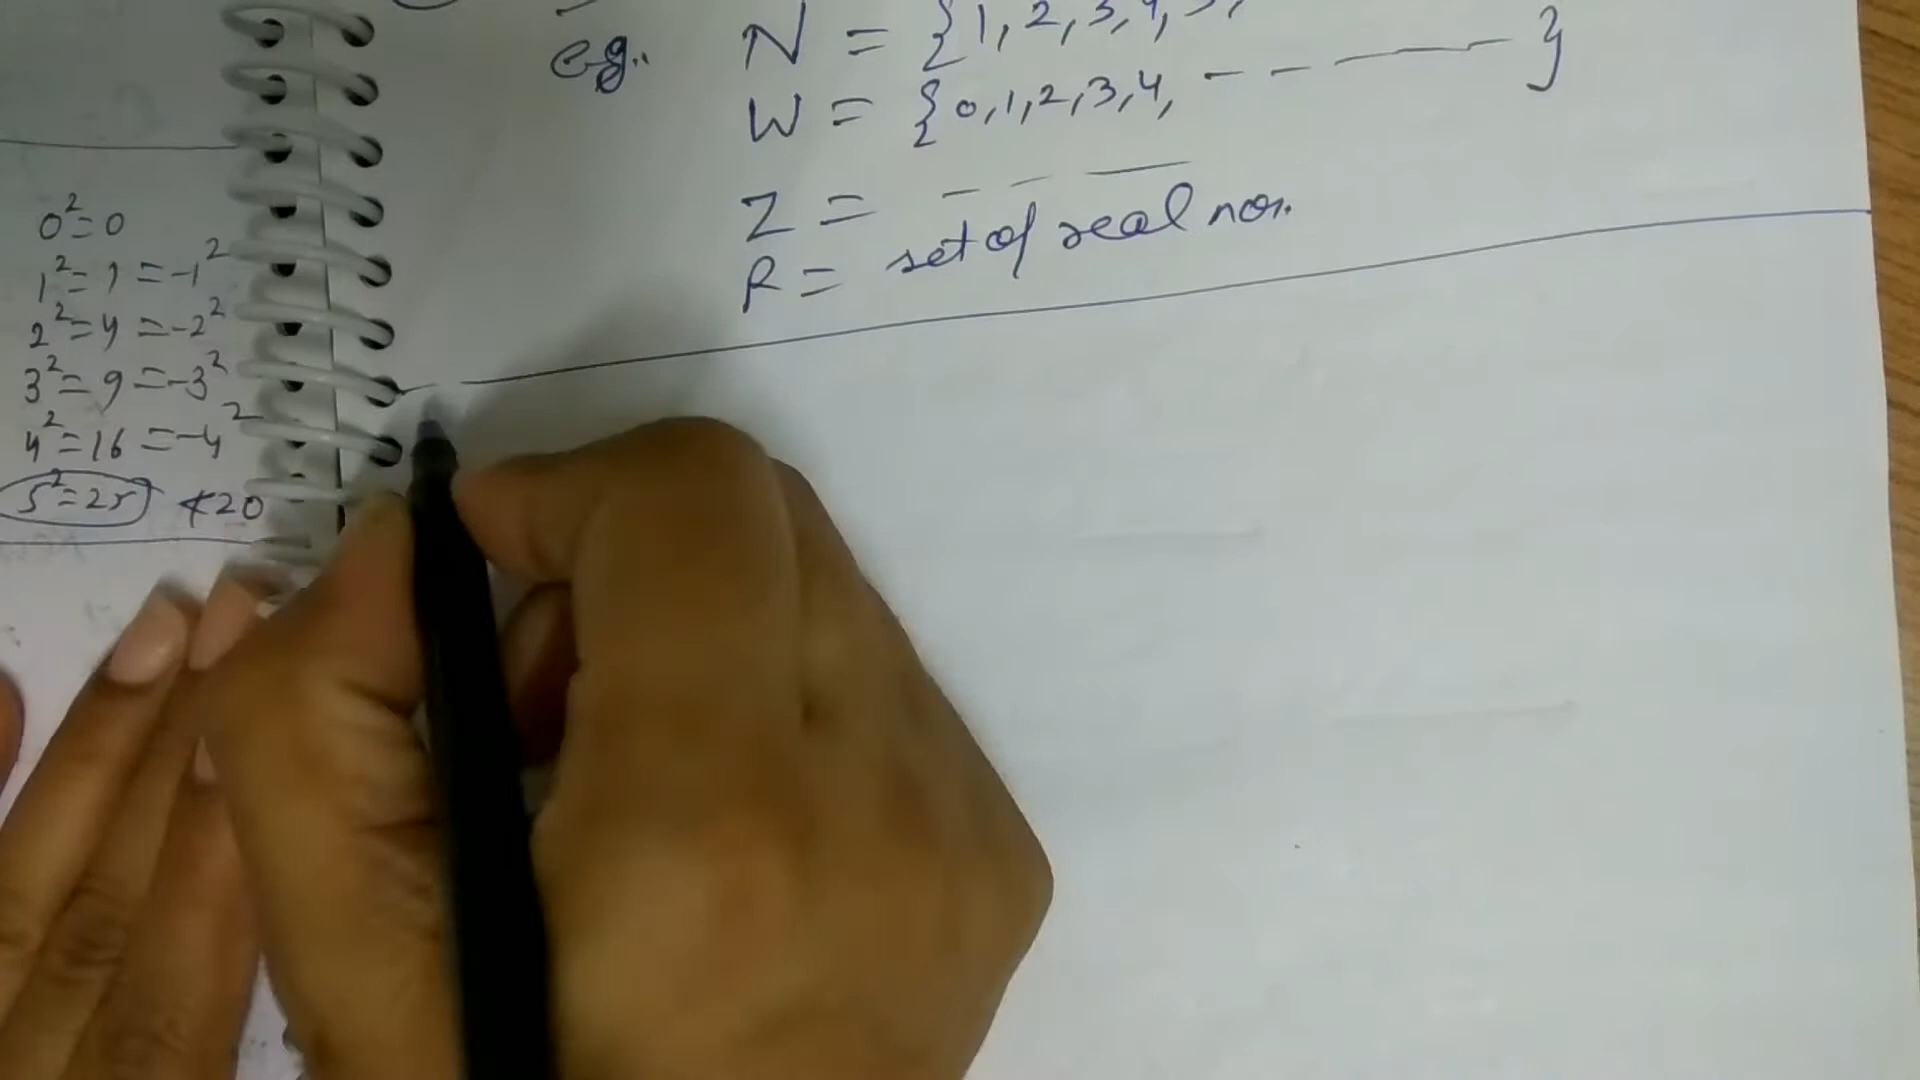 0²=0
1²=1=-1²
2²=4=-2²
3²=9=-3²
4²=16=-4²
5²=25 ≮20
eg. N = {1,2,3,4,5,
W = {0,1,2,3,4, - - — }
Z = - - —
R = set of real nos.